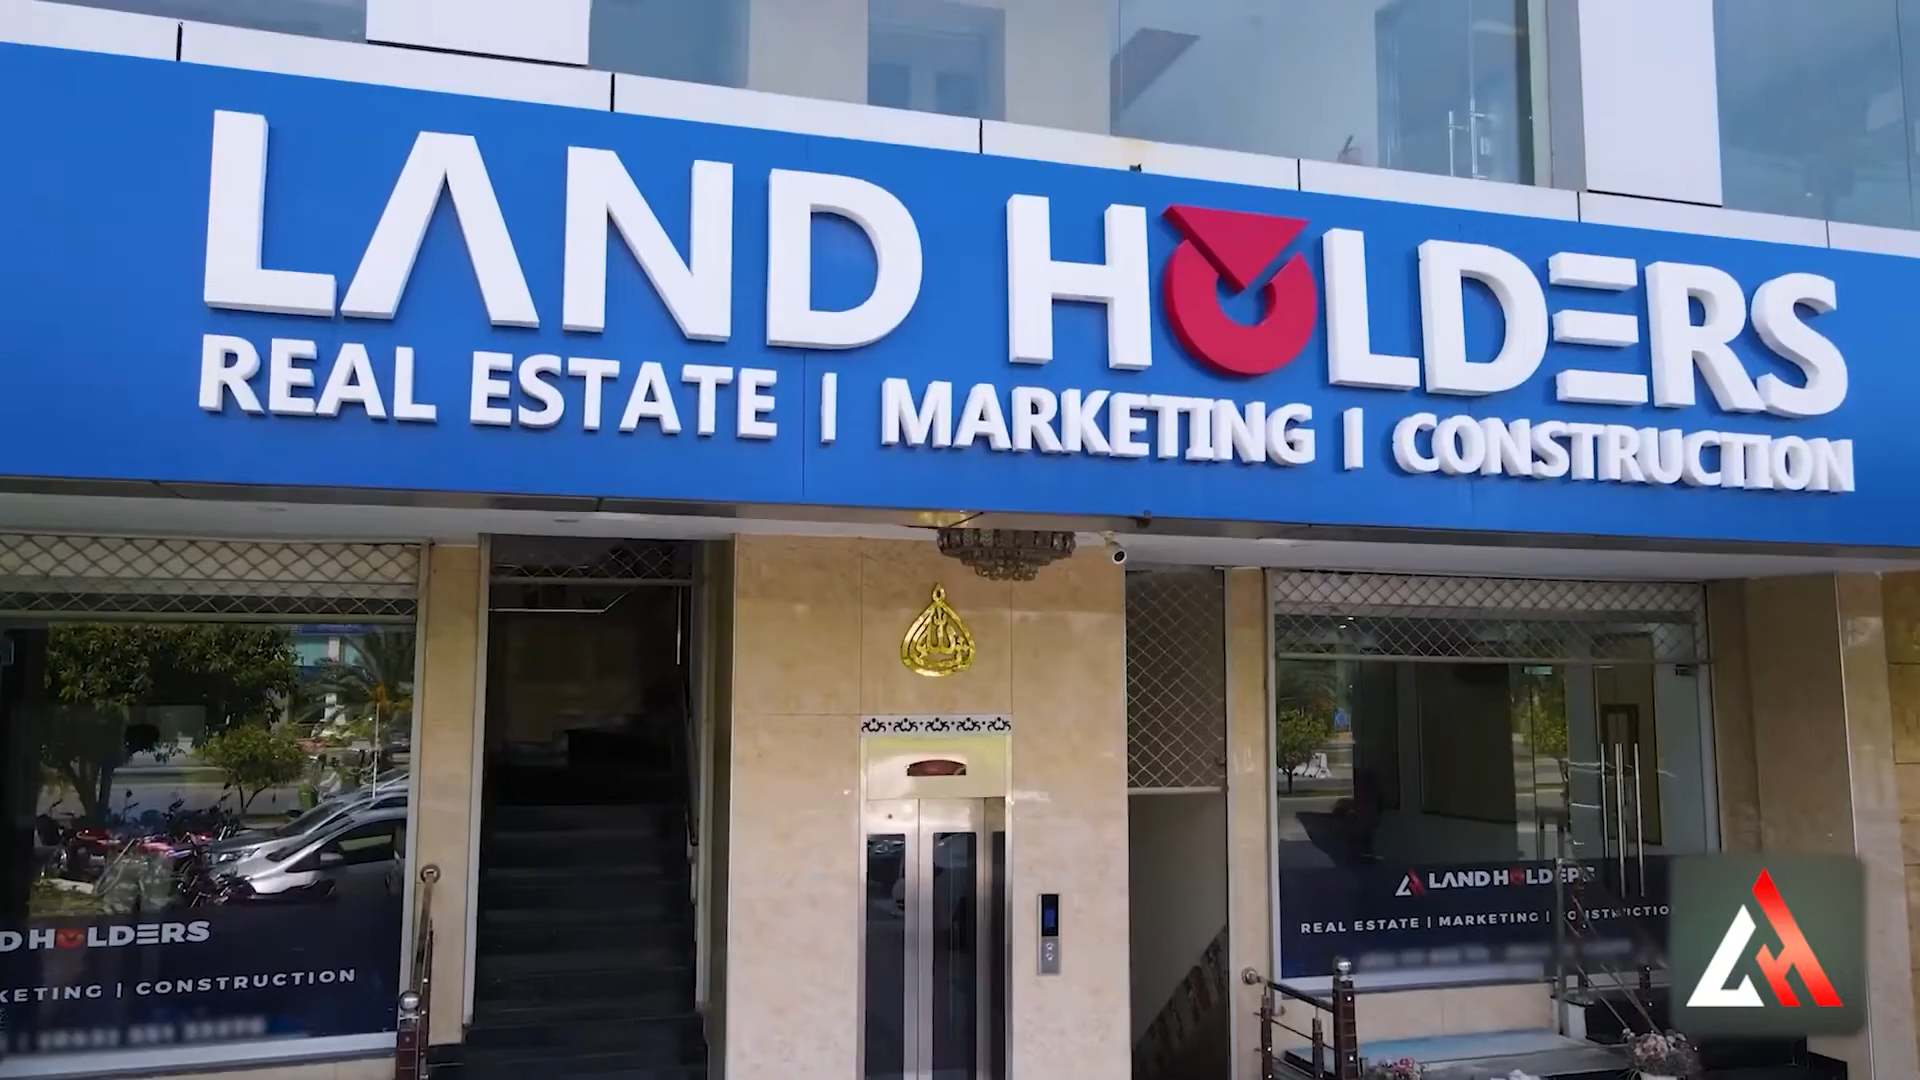 LAND HOLDERS
REAL ESTATE | MARKETING | CONSTRUCTION
LAND HOLDERS
REAL ESTATE | MARKETING | CONSTRUCTION
D HOLDERS
KETING | CONSTRUCTION